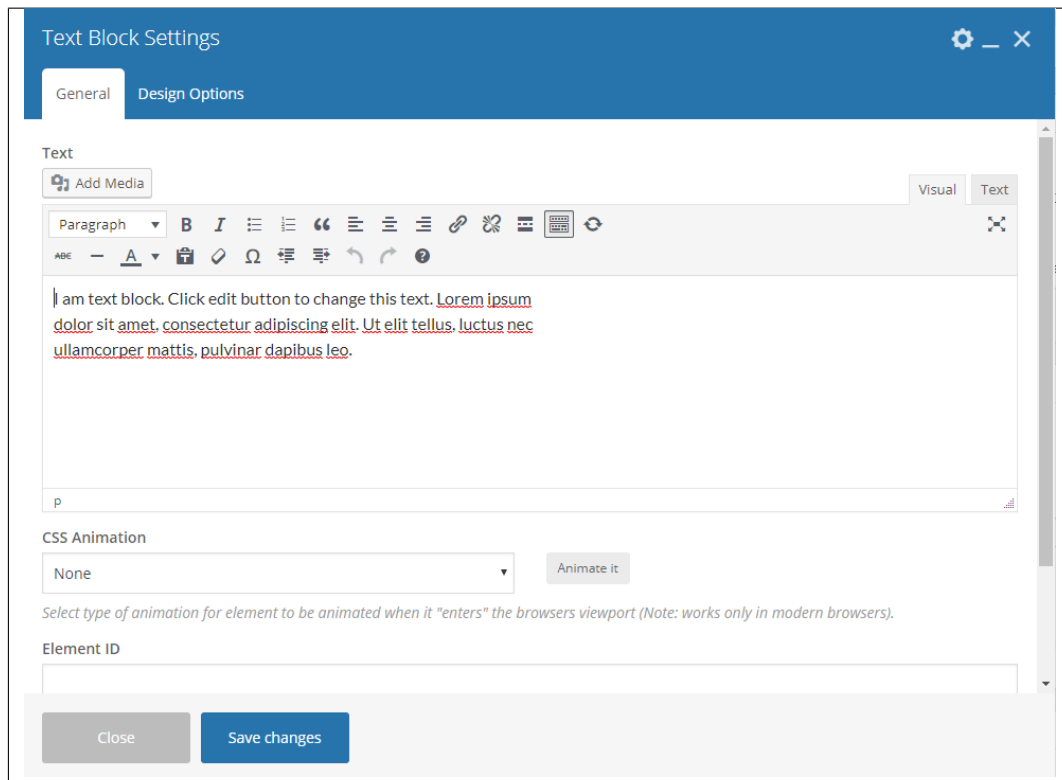 Text Block Settings
General Design Options
Text
Add Media
Visual Text
Paragraph B I
ABE A Ω
I am text block. Click edit button to change this text. Lorem ipsum
dolor sit amet, consectetur adipiscing elit. Ut elit tellus, luctus nec
ullamcorper mattis, pulvinar dapibus leo.
p
CSS Animation
None Animate it
Select type of animation for element to be animated when it "enters" the browsers viewport (Note: works only in modern browsers).
Element ID
Close Save changes